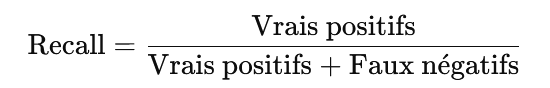 Recall = Vrais positifs
Vrais positifs + Faux négatifs